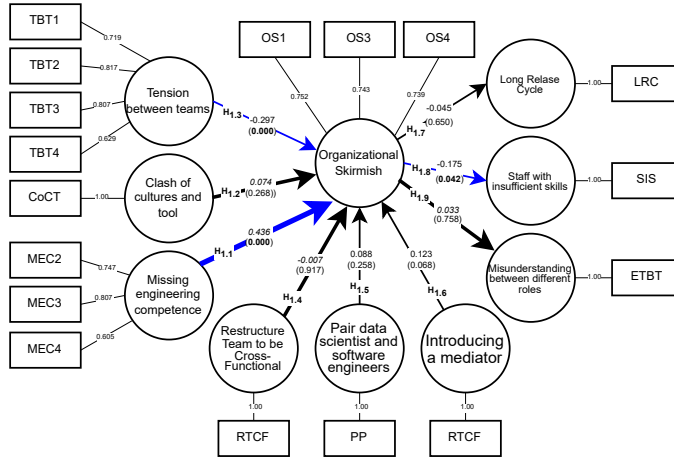 TBT1
0.719
TBT2
0.817
TBT3
0.807
TBT4
0.629
Tension
between teams
H1.3
-0.297
(0.000)
CoCT
1.00
Clash of
cultures and
tool
H1.2
0.074
(0.268))
MEC2
0.747
MEC3
0.807
MEC4
0.605
Missing
engineering
competence
H1.1
0.436
(0.000)
OS1
OS3
OS4
0.752
0.743
0.739
Organizational
Skirmish
H1.7
-0.045
(0.650)
Long Relase
Cycle
1.00
LRC
H1.8
-0.175
(0.042)
Staff with
insufficient skills
1.00
SIS
H1.9
0.033
(0.758)
Misunderstanding
between different
roles
1.00
ETBT
H1.4
-0.007
(0.917)
Restructure
Team to be
Cross-
Functional
1.00
RTCF
H1.5
0.088
(0.258)
Pair data
scientist and
software
engineers
1.00
PP
H1.6
0.123
(0.068)
Introducing
a mediator
1.00
RTCF